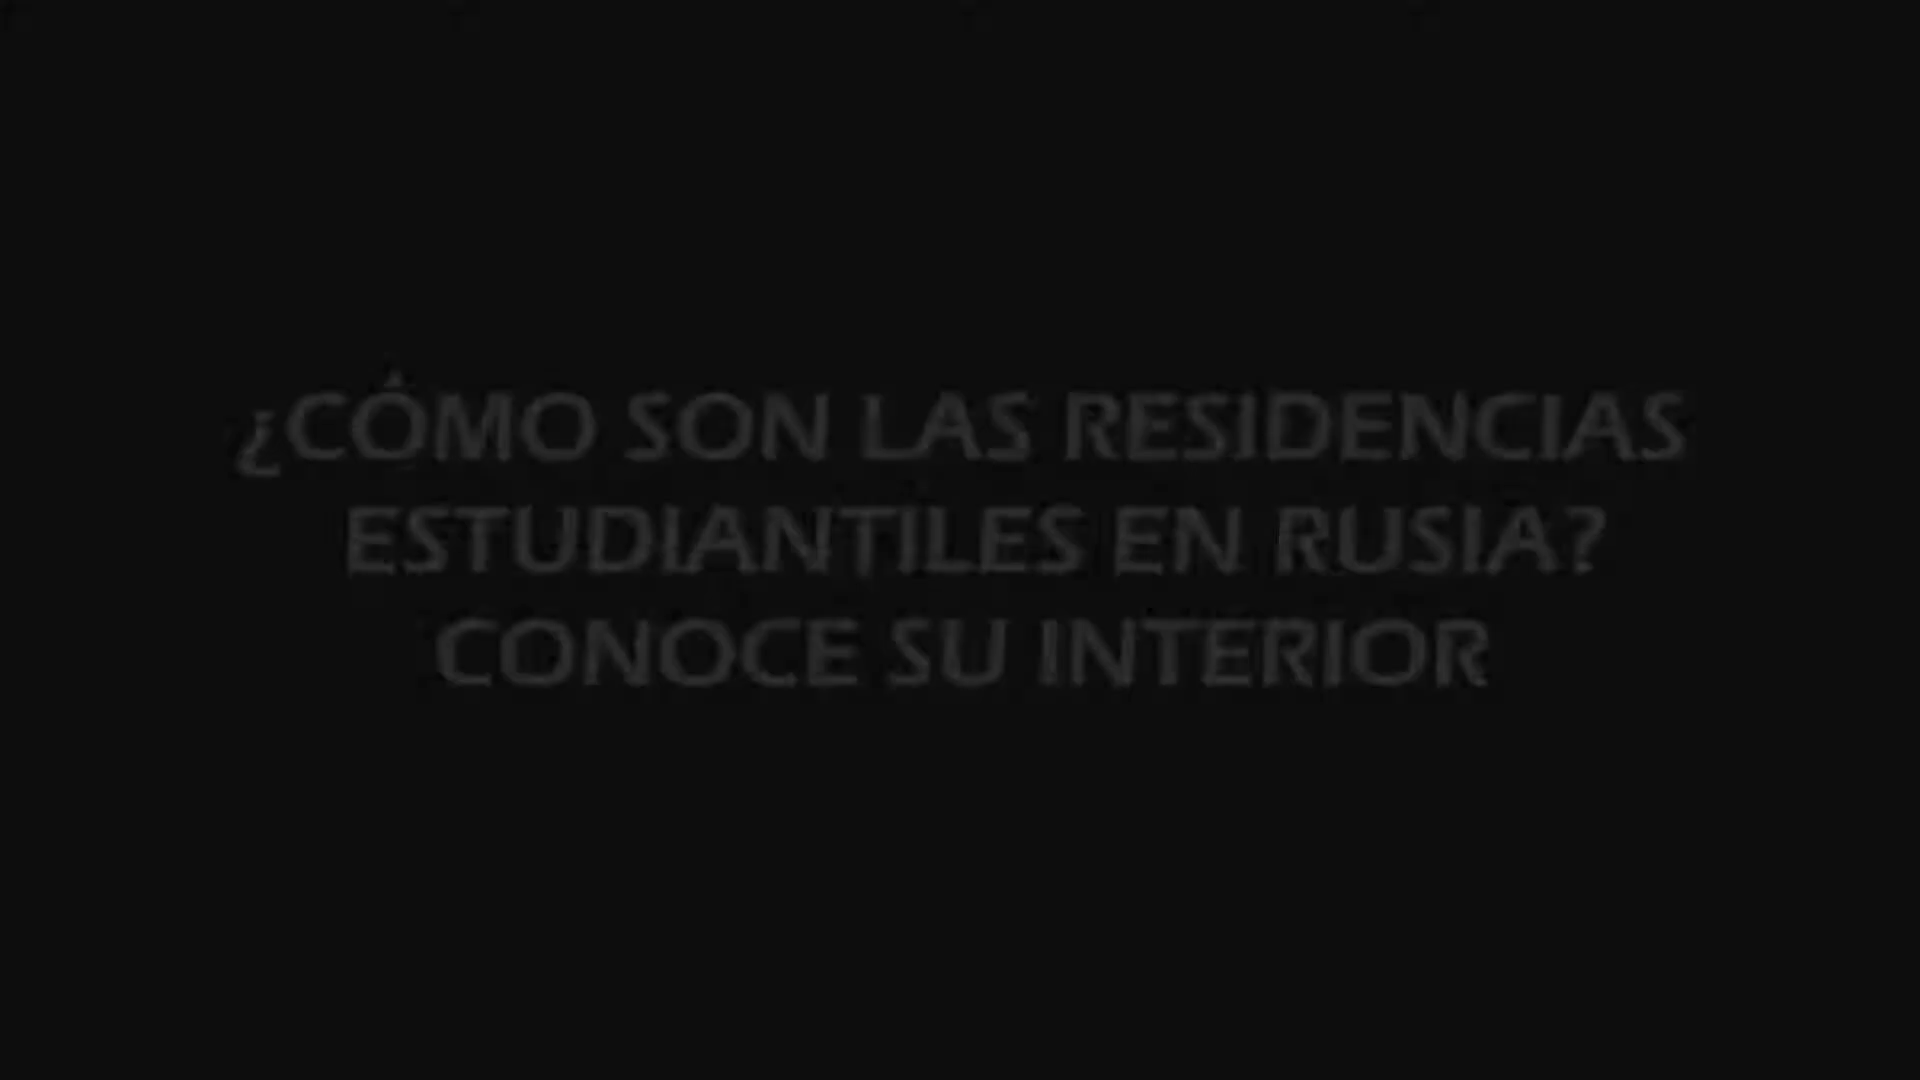 ¿CÓMO SON LAS RESIDENCIAS
ESTUDIANTILES EN RUSIA?
CONOCE SU INTERIOR